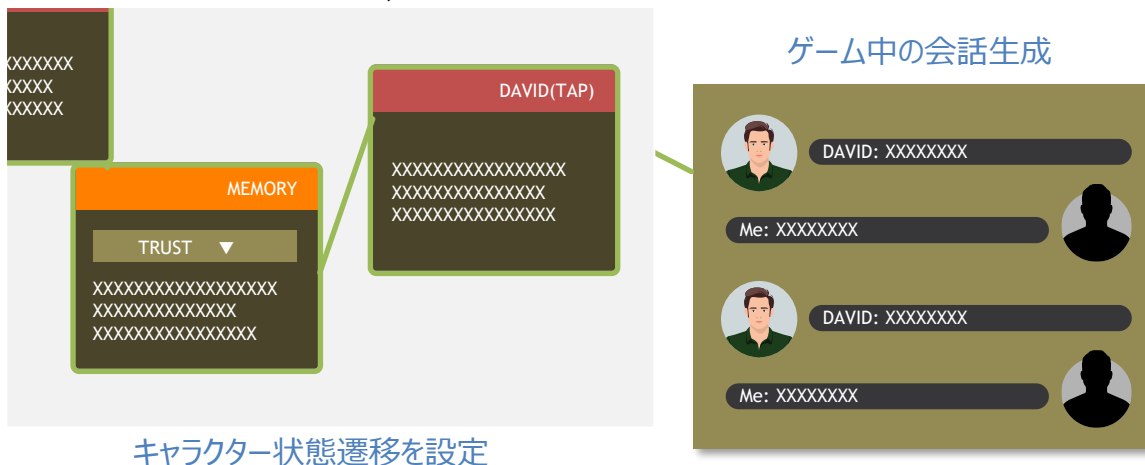 XXXXXXX
XXXXX
XXXXXX
MEMORY
TRUST ▼
XXXXXXXXXXXXXXXXXX
XXXXXXXXXXXXXX
XXXXXXXXXXXXXXXX
DAVID(TAP)
XXXXXXXXXXXXXXXXX
XXXXXXXXXXXXXXX
XXXXXXXXXXXXXXXX
キャラクター状態遷移を設定
ゲーム中の会話生成
DAVID: XXXXXXXX
Me: XXXXXXXX
DAVID: XXXXXXXX
Me: XXXXXXXX